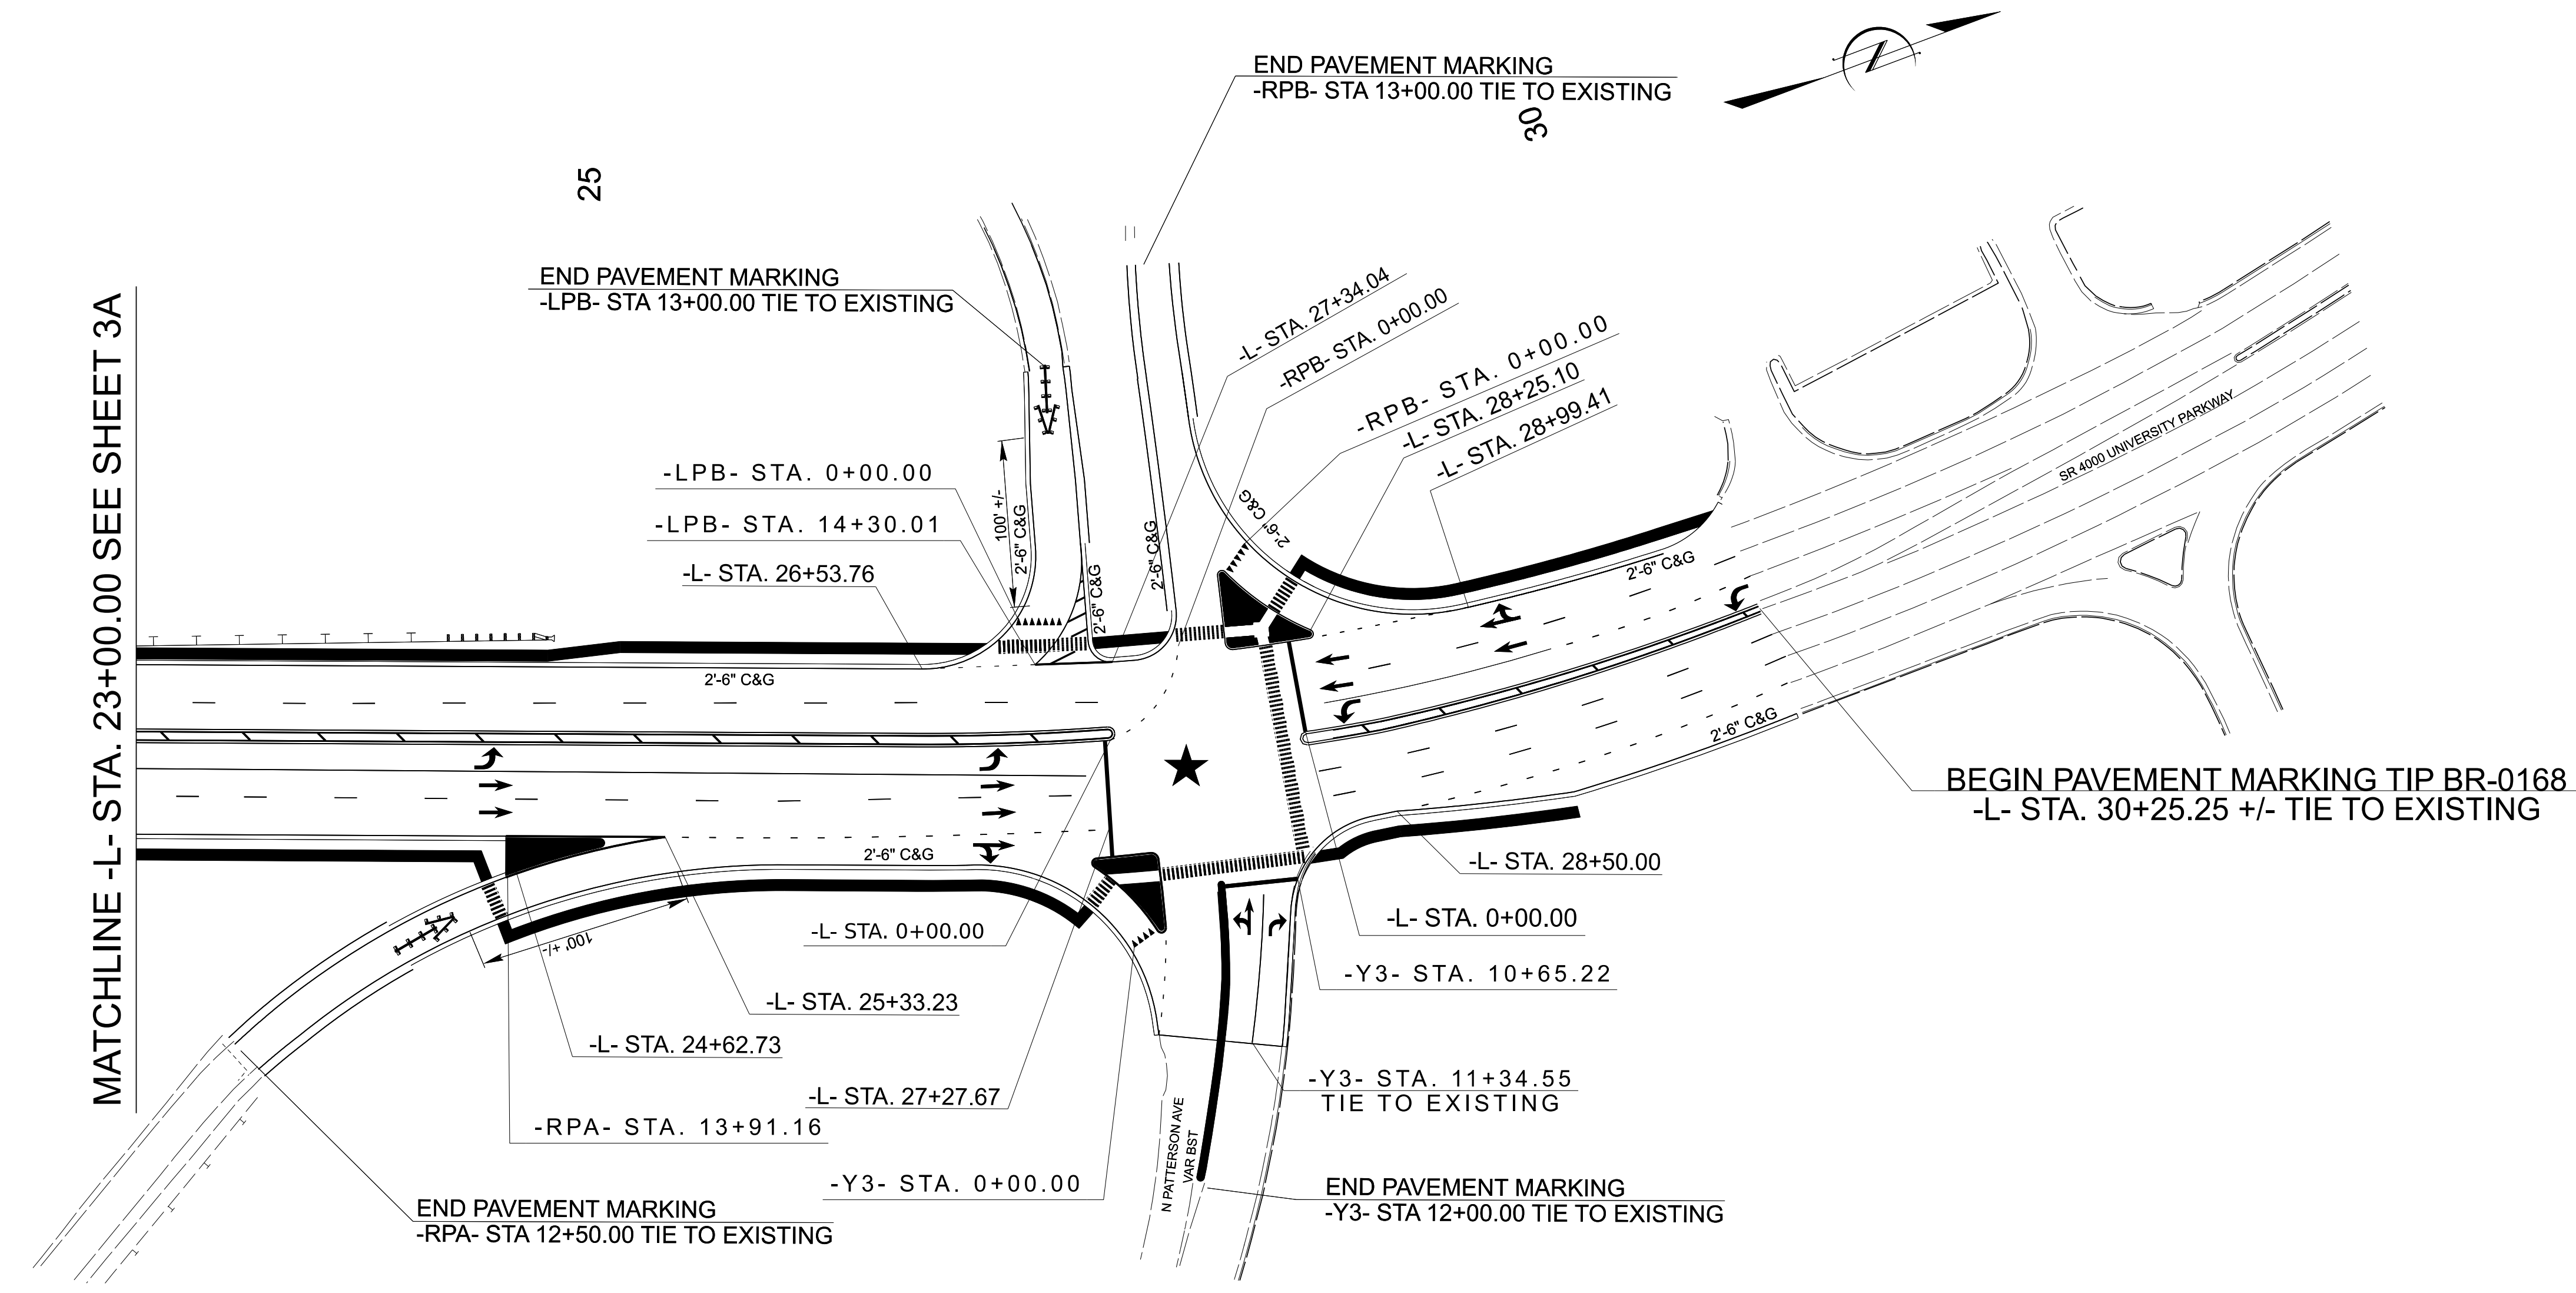 END PAVEMENT MARKING
-RPB- STA 13+00.00 TIE TO EXISTING
N
30
25
END PAVEMENT MARKING
-LPB- STA 13+00.00 TIE TO EXISTING
-L- STA. 27+34.04
-RPB- STA. 0+00.00
-RPB- STA. 0+00.00
-L- STA. 28+25.10
-L- STA. 28+99.41
MATCHLINE -L- STA. 23+00.00 SEE SHEET 3A
-LPB- STA. 0+00.00
-LPB- STA. 14+30.01
-L- STA. 26+53.76
100' +/-
2'-6" C&G
2'-6" C&G
2'-6" C&G
2'-6" C&G
2'-6" C&G
SR 4000 UNIVERSITY PARKWAY
2'-6" C&G
2'-6" C&G
BEGIN PAVEMENT MARKING TIP BR-0168
-L- STA. 30+25.25 +/- TIE TO EXISTING
2'-6" C&G
-L- STA. 28+50.00
-L- STA. 0+00.00
-L- STA. 0+00.00
100' +/-
-Y3- STA. 10+65.22
-L- STA. 25+33.23
-L- STA. 24+62.73
-L- STA. 27+27.67
-Y3- STA. 11+34.55
TIE TO EXISTING
-RPA- STA. 13+91.16
N PATTERSON AVE
VAR BST
-Y3- STA. 0+00.00
END PAVEMENT MARKING
-RPA- STA 12+50.00 TIE TO EXISTING
END PAVEMENT MARKING
-Y3- STA 12+00.00 TIE TO EXISTING